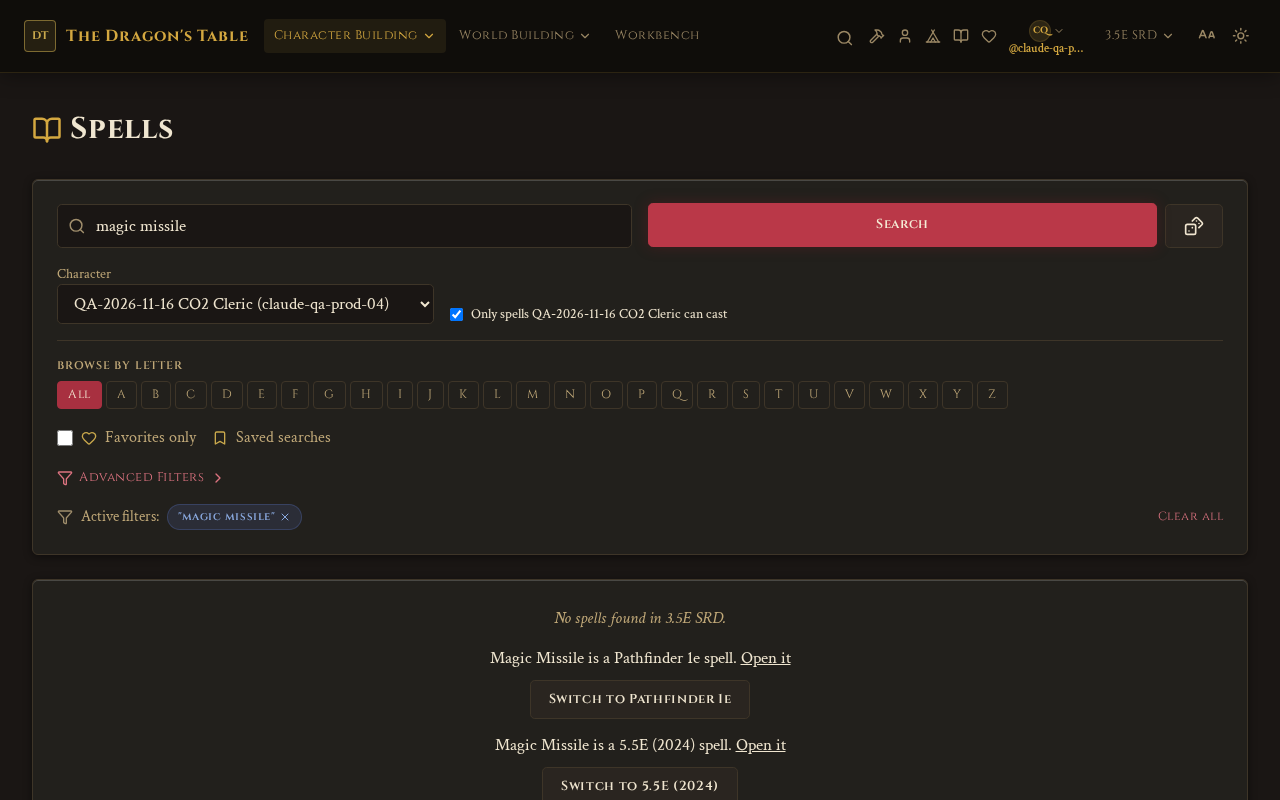 DT The Dragon's Table Character Building World Building Workbench CQ 3.5E SRD AA
@claude-qa-p...
Spells
magic missile Search
Character
QA-2026-11-16 CO2 Cleric (claude-qa-prod-04) Only spells QA-2026-11-16 CO2 Cleric can cast
Browse by letter
All A B C D E F G H I J K L M N O P Q R S T U V W X Y Z
Favorites only Saved searches
Advanced Filters
Active filters: "magic missile" Clear all
No spells found in 3.5E SRD.
Magic Missile is a Pathfinder 1e spell. Open it
Switch to Pathfinder 1e
Magic Missile is a 5.5E (2024) spell. Open it
Switch to 5.5E (2024)